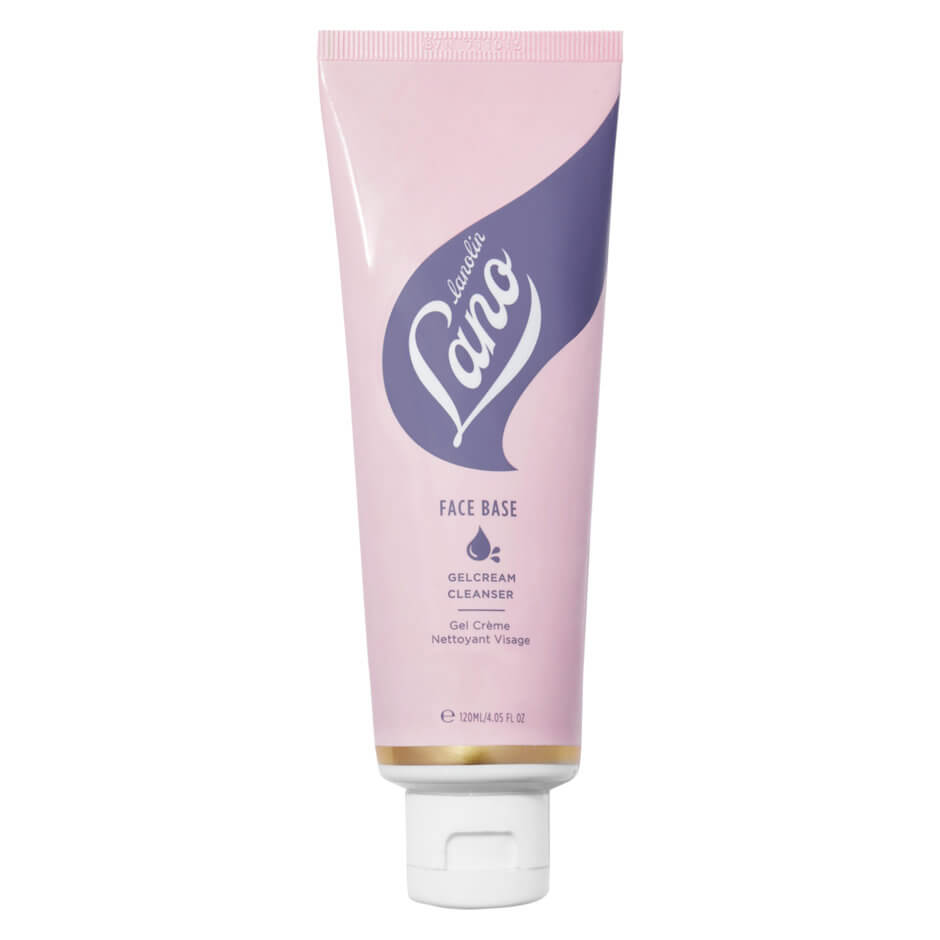 lanolin
Lano
FACE BASE
GELCREAM
CLEANSER
Gel Crème
Nettoyant Visage
℮ 120ML/4.05 FL OZ